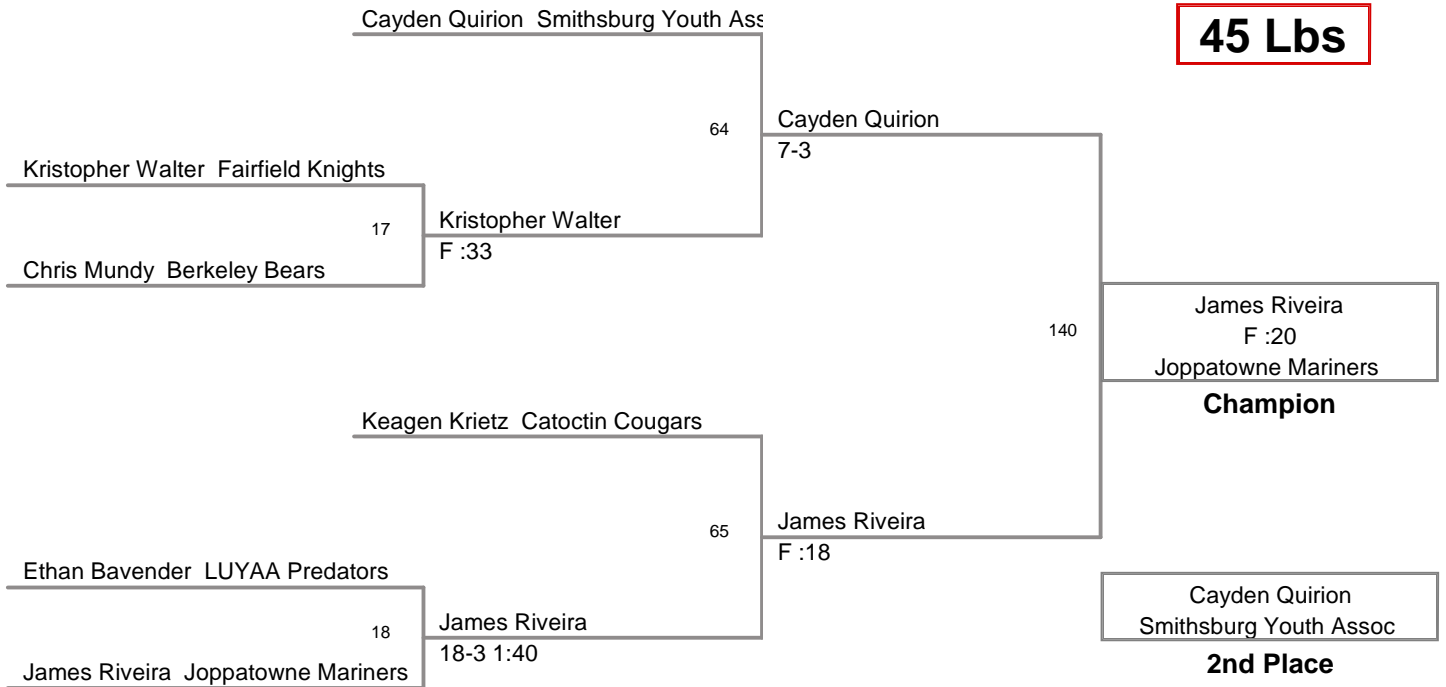 Cayden Quirion Smithsburg Youth Ass
45 Lbs
64
Cayden Quirion
7-3
Kristopher Walter Fairfield Knights
17
Kristopher Walter
F :33
Chris Mundy Berkeley Bears
140
James Riveira
F :20
Joppatowne Mariners
Champion
Keagen Krietz Catoctin Cougars
65
James Riveira
F :18
Ethan Bavender LUYAA Predators
18
James Riveira
18-3 1:40
James Riveira Joppatowne Mariners
Cayden Quirion
Smithsburg Youth Assoc
2nd Place